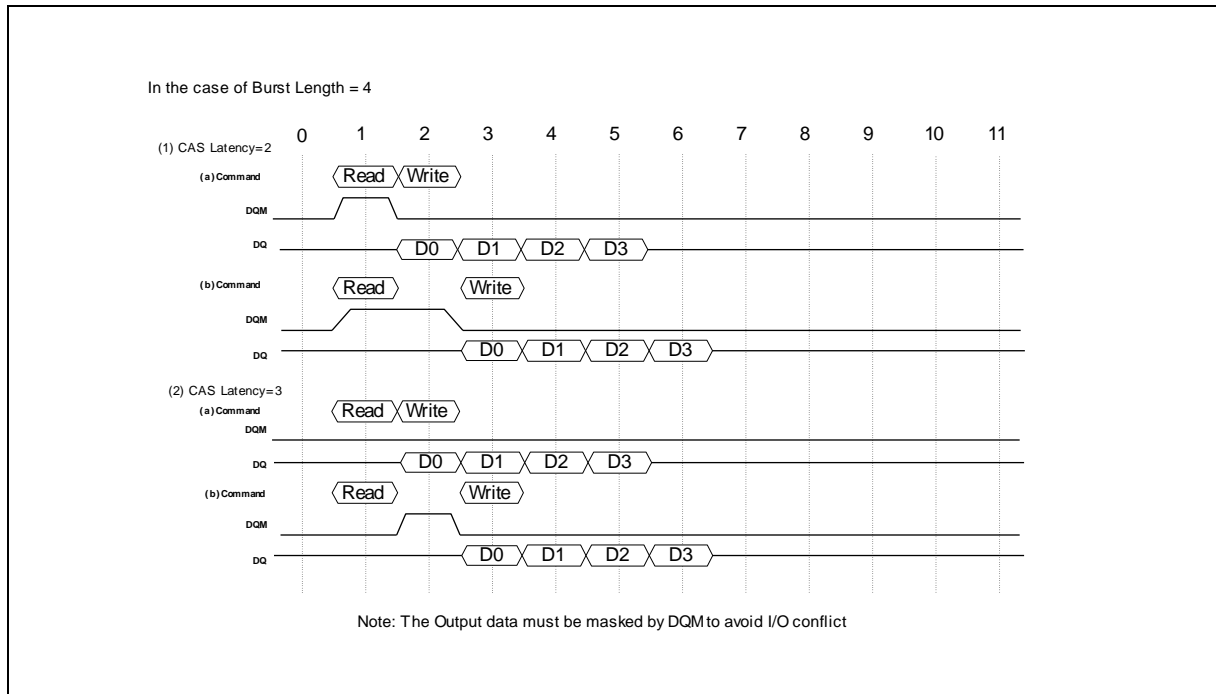 In the case of Burst Length = 4
0 1 2 3 4 5 6 7 8 9 10 11
(1) CAS Latency=2
(a) Command Read Write
DQM
DQ D0 D1 D2 D3
(b) Command Read Write
DQM
DQ D0 D1 D2 D3
(2) CAS Latency=3
(a) Command Read Write
DQM
DQ D0 D1 D2 D3
(b) Command Read Write
DQM
DQ D0 D1 D2 D3
Note: The Output data must be masked by DQM to avoid I/O conflict